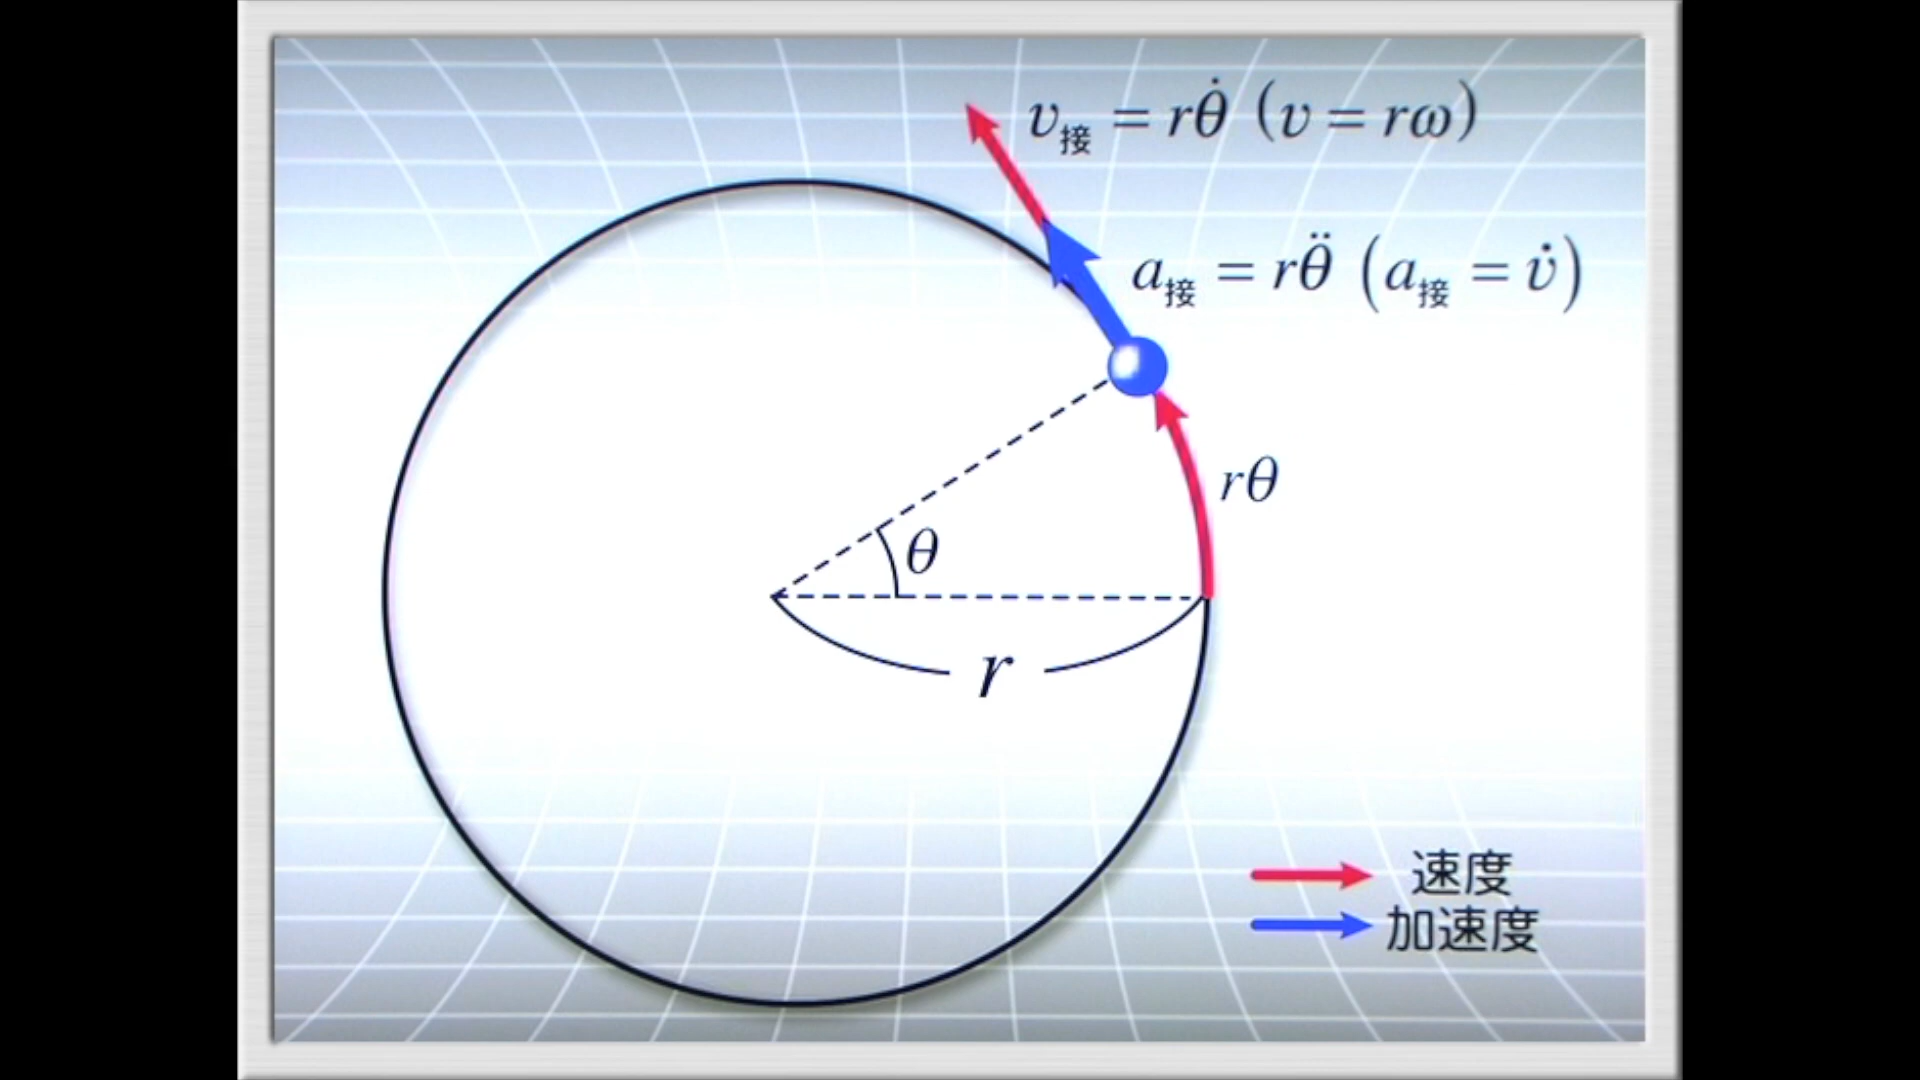 v接 = rθ̇ (v = rω)
a接 = rθ̈ (a接 = v̇)
rθ
θ
r
速度
加速度